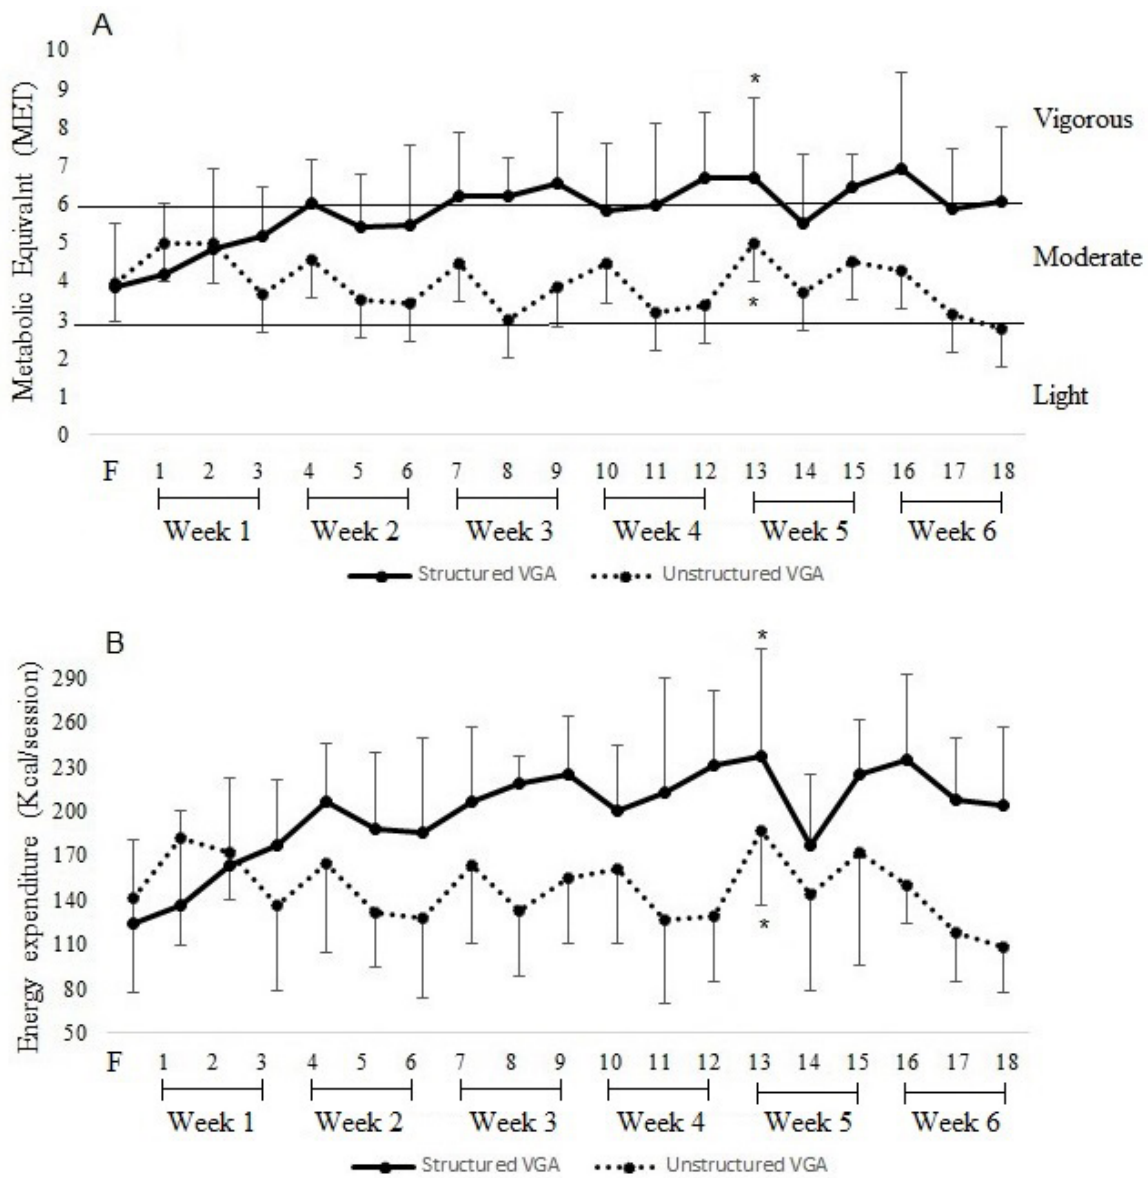 A
10
9
8
7
6
5
4
3
2
1
0
Metabolic Equivalnt (MET)
*
*
Vigorous
Moderate
Light
F 1 2 3 4 5 6 7 8 9 10 11 12 13 14 15 16 17 18
Week 1 Week 2 Week 3 Week 4 Week 5 Week 6
Structured VGA Unstructured VGA
B
290
260
230
200
170
140
110
80
50
Energy expenditure (Kcal/session)
*
*
F 1 2 3 4 5 6 7 8 9 10 11 12 13 14 15 16 17 18
Week 1 Week 2 Week 3 Week 4 Week 5 Week 6
Structured VGA Unstructured VGA